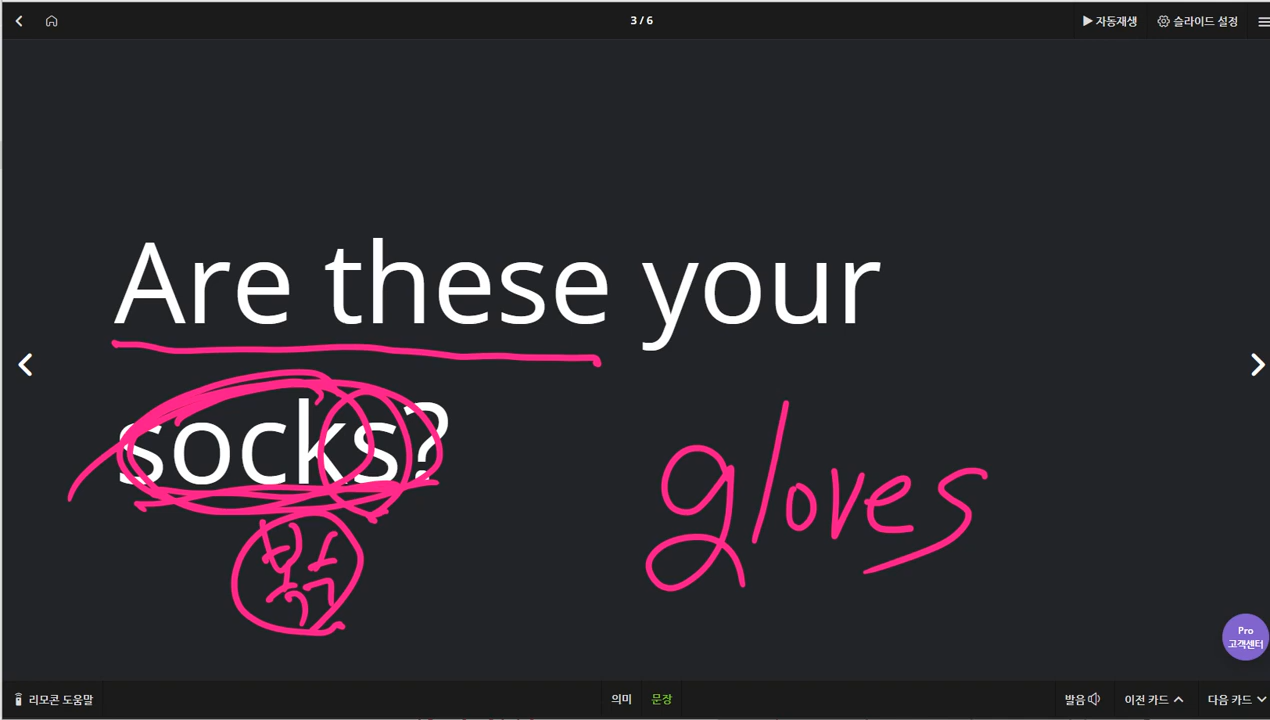 3 / 6
자동재생
슬라이드 설정
Are these your
socks?
복수
gloves
Pro
고객센터
리모콘 도움말
의미
문장
발음
이전 카드
다음 카드